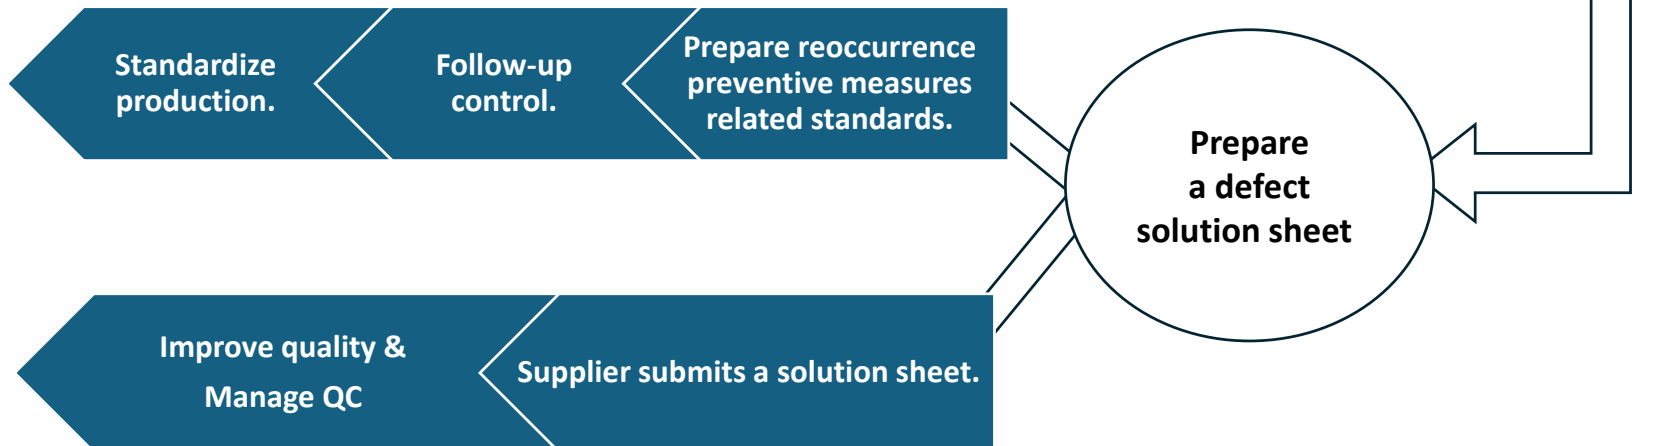 Standardize
production.
Follow-up
control.
Prepare reoccurrence
preventive measures
related standards.
Prepare
a defect
solution sheet
Improve quality &
Manage QC
Supplier submits a solution sheet.